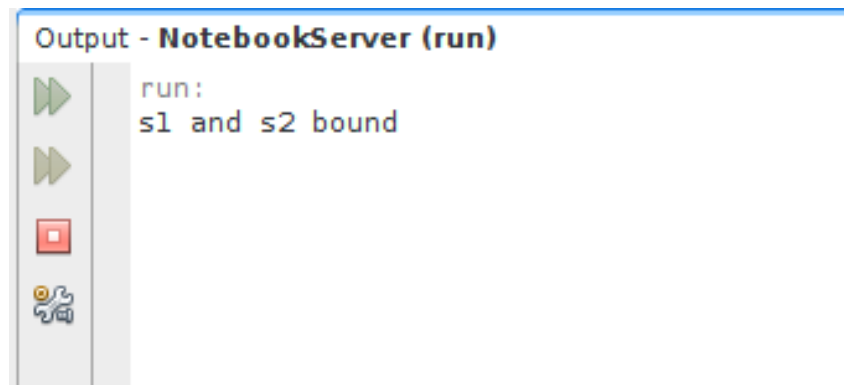 Output - NotebookServer (run)
run:
s1 and s2 bound